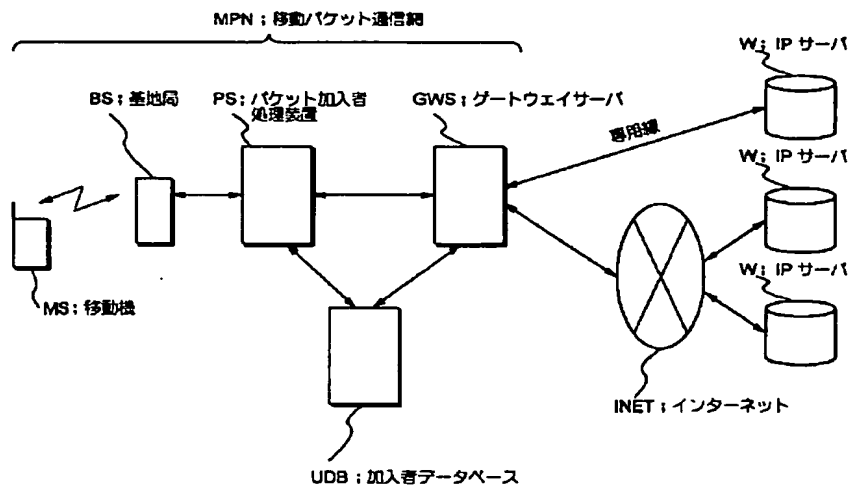 MPN ; 移動パケット通信網
W ; IP サーバ
BS ; 基地局
PS ; パケット加入者
処理装置
GWS ; ゲートウェイサーバ
専用線
W ; IP サーバ
W ; IP サーバ
MS ; 移動機
INET ; インターネット
UDB ; 加入者データベース